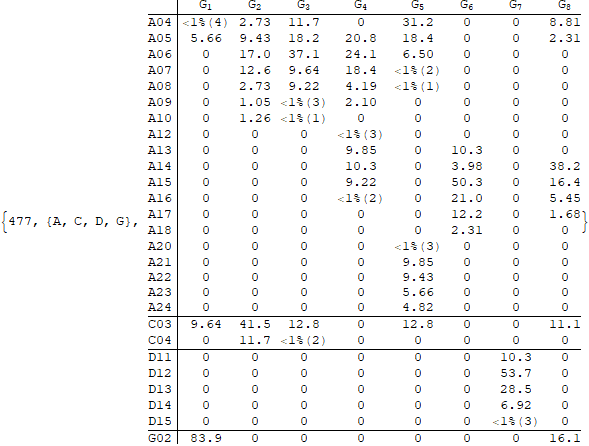 G1 G2 G3 G4 G5 G6 G7 G8
A04 <1%(4) 2.73 11.7 0 31.2 0 0 8.81
A05 5.66 9.43 18.2 20.8 18.4 0 0 2.31
A06 0 17.0 37.1 24.1 6.50 0 0 0
A07 0 12.6 9.64 18.4 <1%(2) 0 0 0
A08 0 2.73 9.22 4.19 <1%(1) 0 0 0
A09 0 1.05 <1%(3) 2.10 0 0 0 0
A10 0 1.26 <1%(1) 0 0 0 0 0
A12 0 0 0 <1%(3) 0 0 0 0
A13 0 0 0 9.85 0 10.3 0 0
A14 0 0 0 10.3 0 3.98 0 38.2
A15 0 0 0 9.22 0 50.3 0 16.4
A16 0 0 0 <1%(2) 0 21.0 0 5.45
{477, {A, C, D, G}, A17 0 0 0 0 0 12.2 0 1.68 }
A18 0 0 0 0 0 2.31 0 0
A20 0 0 0 0 <1%(3) 0 0 0
A21 0 0 0 0 9.85 0 0 0
A22 0 0 0 0 9.43 0 0 0
A23 0 0 0 0 5.66 0 0 0
A24 0 0 0 0 4.82 0 0 0
C03 9.64 41.5 12.8 0 12.8 0 0 11.1
C04 0 11.7 <1%(2) 0 0 0 0 0
D11 0 0 0 0 0 0 10.3 0
D12 0 0 0 0 0 0 53.7 0
D13 0 0 0 0 0 0 28.5 0
D14 0 0 0 0 0 0 6.92 0
D15 0 0 0 0 0 0 <1%(3) 0
G02 83.9 0 0 0 0 0 0 16.1